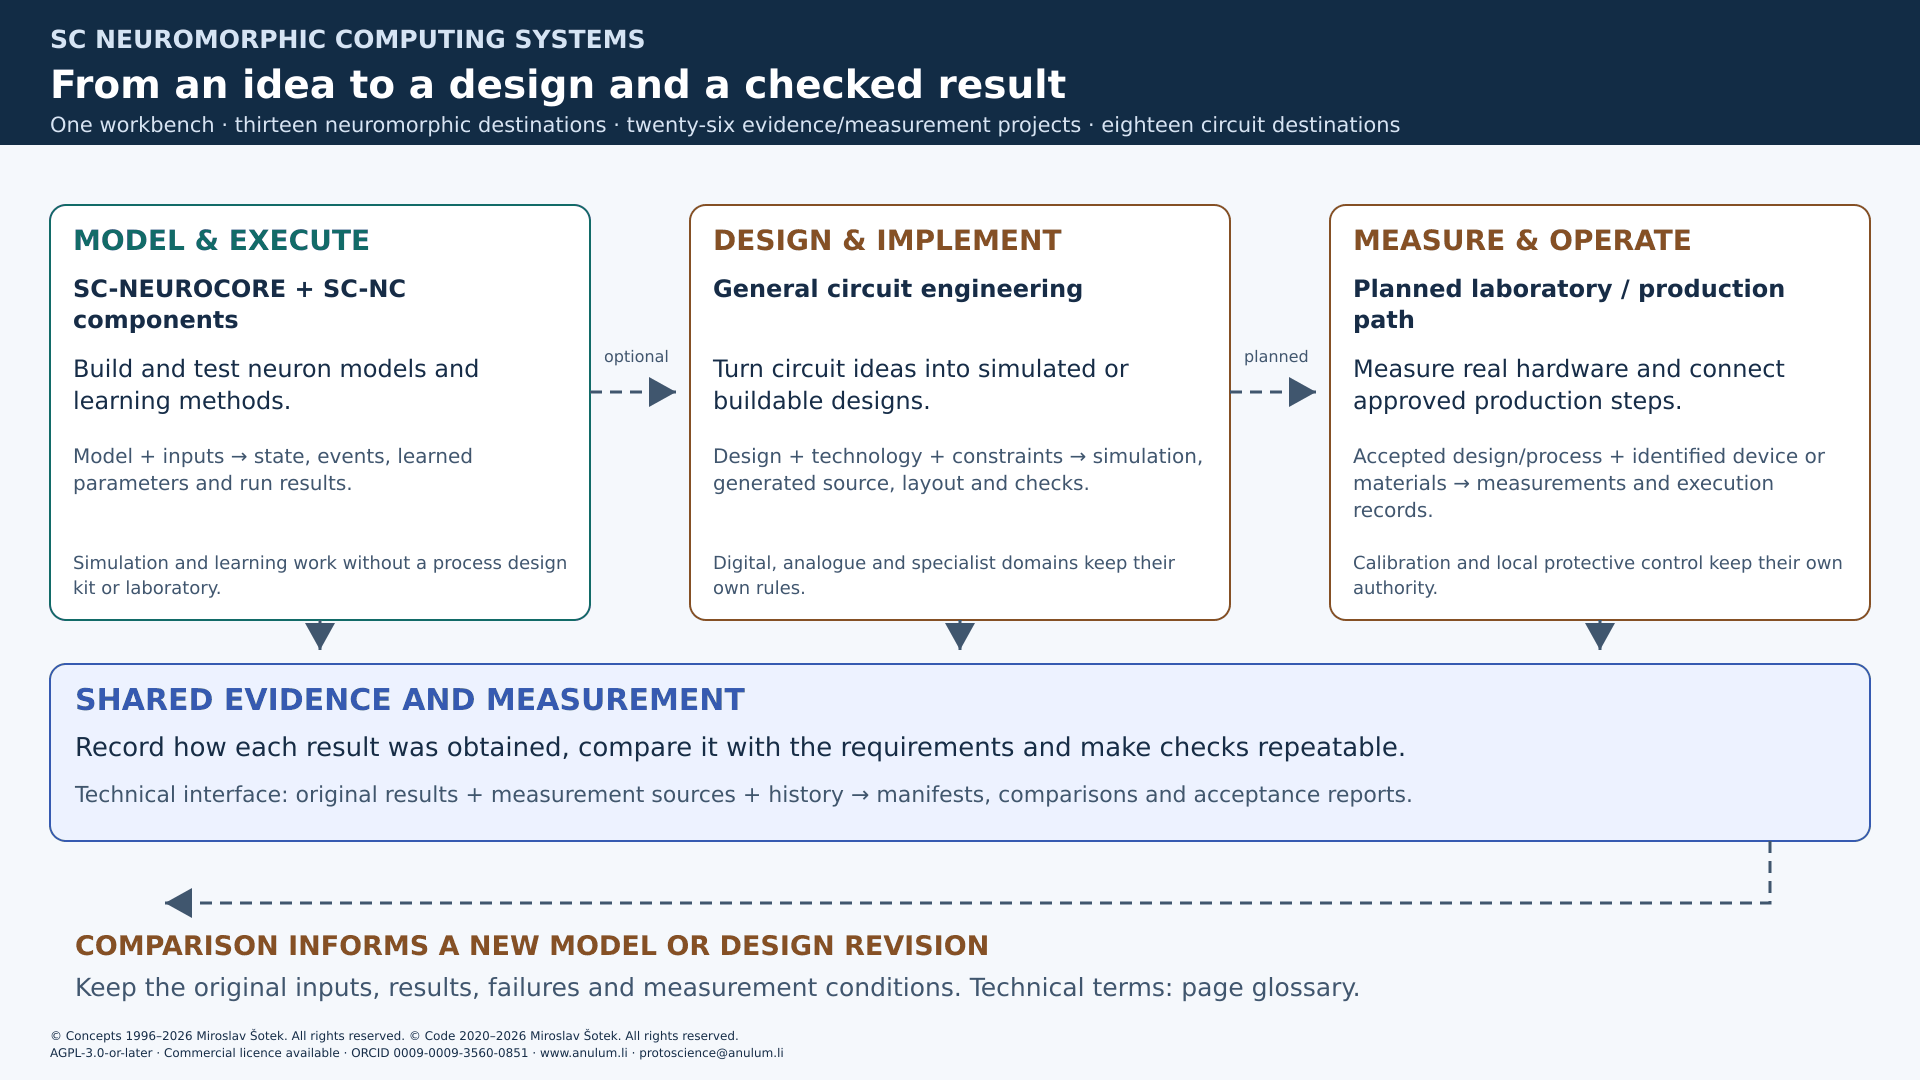 SC NEUROMORPHIC COMPUTING SYSTEMS
From an idea to a design and a checked result
One workbench · thirteen neuromorphic destinations · twenty-six evidence/measurement projects · eighteen circuit destinations
MODEL & EXECUTE
SC-NEUROCORE + SC-NC
components
Build and test neuron models and
learning methods.
Model + inputs → state, events, learned
parameters and run results.
Simulation and learning work without a process design
kit or laboratory.
optional
DESIGN & IMPLEMENT
General circuit engineering
Turn circuit ideas into simulated or
buildable designs.
Design + technology + constraints → simulation,
generated source, layout and checks.
Digital, analogue and specialist domains keep their
own rules.
planned
MEASURE & OPERATE
Planned laboratory / production
path
Measure real hardware and connect
approved production steps.
Accepted design/process + identified device or
materials → measurements and execution
records.
Calibration and local protective control keep their own
authority.
SHARED EVIDENCE AND MEASUREMENT
Record how each result was obtained, compare it with the requirements and make checks repeatable.
Technical interface: original results + measurement sources + history → manifests, comparisons and acceptance reports.
COMPARISON INFORMS A NEW MODEL OR DESIGN REVISION
Keep the original inputs, results, failures and measurement conditions. Technical terms: page glossary.
© Concepts 1996–2026 Miroslav Šotek. All rights reserved. © Code 2020–2026 Miroslav Šotek. All rights reserved.
AGPL-3.0-or-later · Commercial licence available · ORCID 0009-0009-3560-0851 · www.anulum.li · protoscience@anulum.li